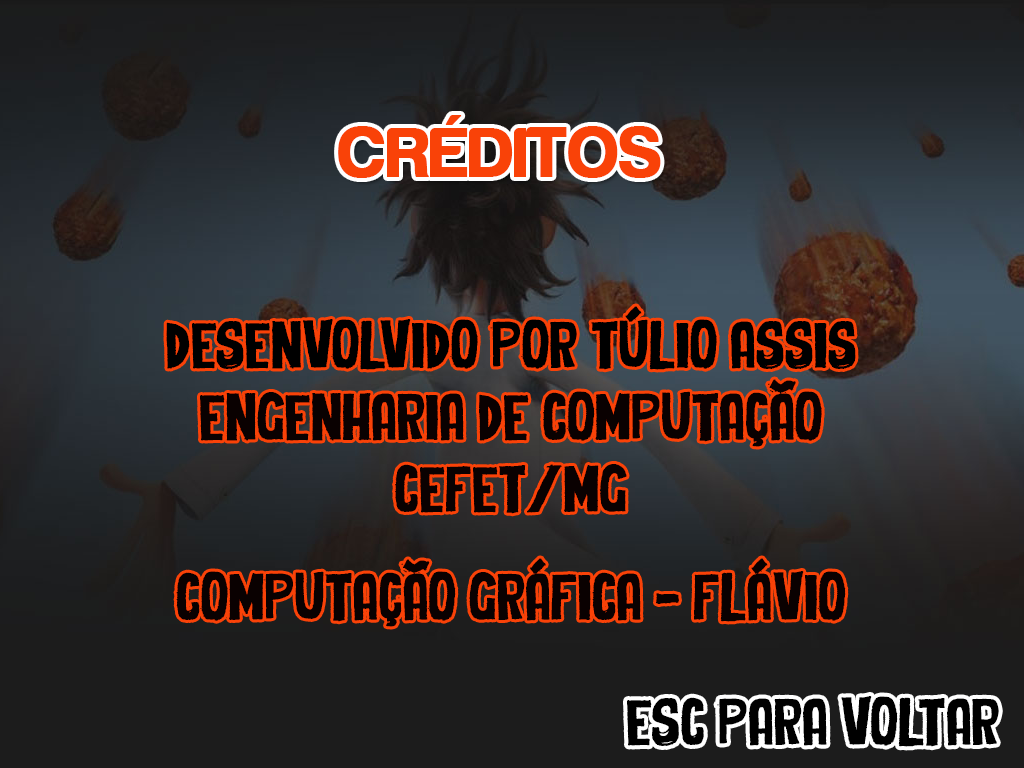 CRÉDITOS
DESENVOLVIDO POR TÚLIO ASSIS
ENGENHARIA DE COMPUTAÇÃO
CEFET/MG
COMPUTAÇÃO GRÁFICA - FLÁVIO
ESC PARA VOLTAR